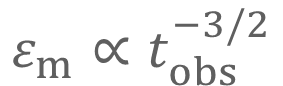 ε_m ∝ t_obs^{-3/2}